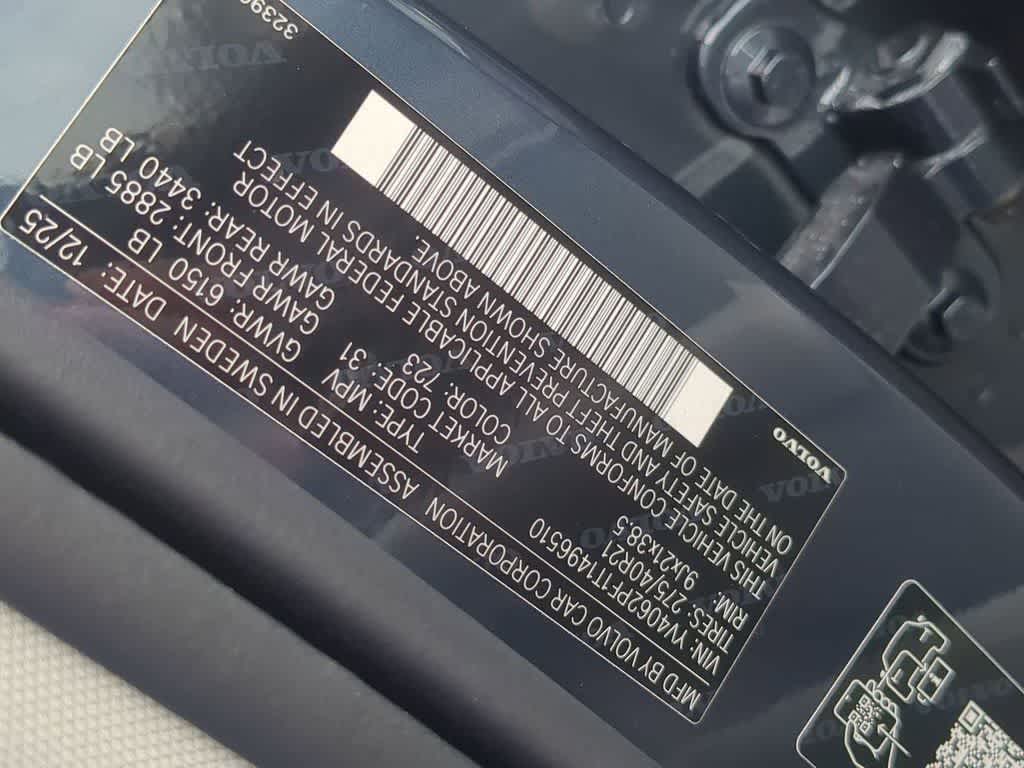 MFD BY VOLVO CAR CORPORATION ASSEMBLED IN SWEDEN DATE: 12/25
VIN: YV4062PF1T1496510 TYPE: MPV GVWR: 6150 LB
TIRES: 275/40R21 MARKET CODE: 31 GAWR FRONT: 2885 LB
RIM: 9Jx21x38.5 COLOR: 723 GAWR REAR: 3440 LB
THIS VEHICLE CONFORMS TO ALL APPLICABLE FEDERAL MOTOR
VEHICLE SAFETY AND THEFT PREVENTION STANDARDS IN EFFECT
ON THE DATE OF MANUFACTURE SHOWN ABOVE.
VOLVO